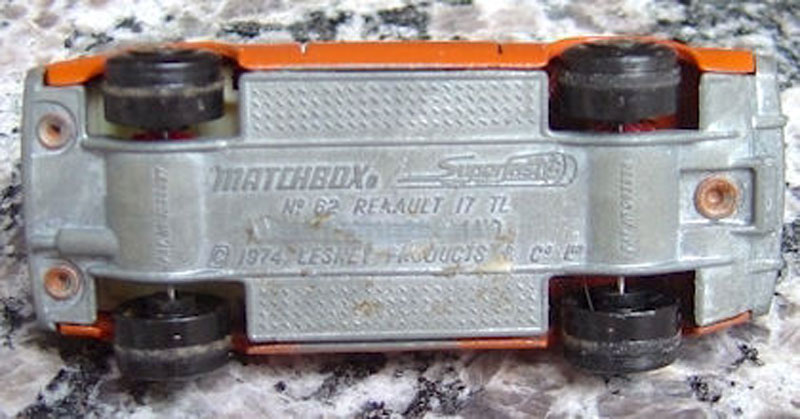 MATCHBOX® Superfast
Nº 62 RENAULT 17 TL
© 1974 LESNEY PRODUCTS & Cº Lᵀᴰ